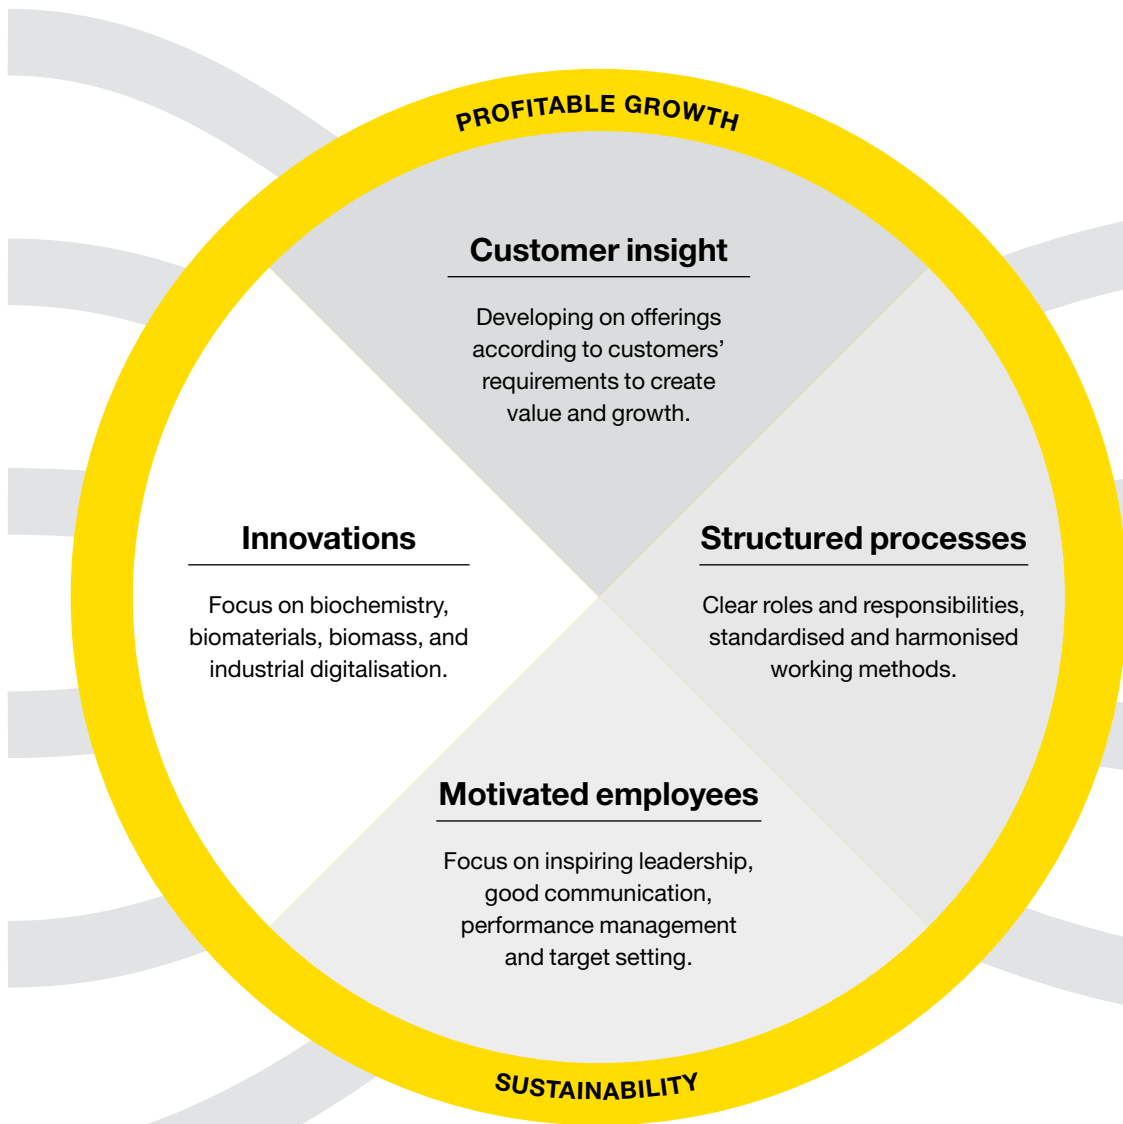 PROFITABLE GROWTH
Customer insight
Developing on offerings
according to customers’
requirements to create
value and growth.
Innovations
Focus on biochemistry,
biomaterials, biomass, and
industrial digitalisation.
Structured processes
Clear roles and responsibilities,
standardised and harmonised
working methods.
Motivated employees
Focus on inspiring leadership,
good communication,
performance management
and target setting.
SUSTAINABILITY